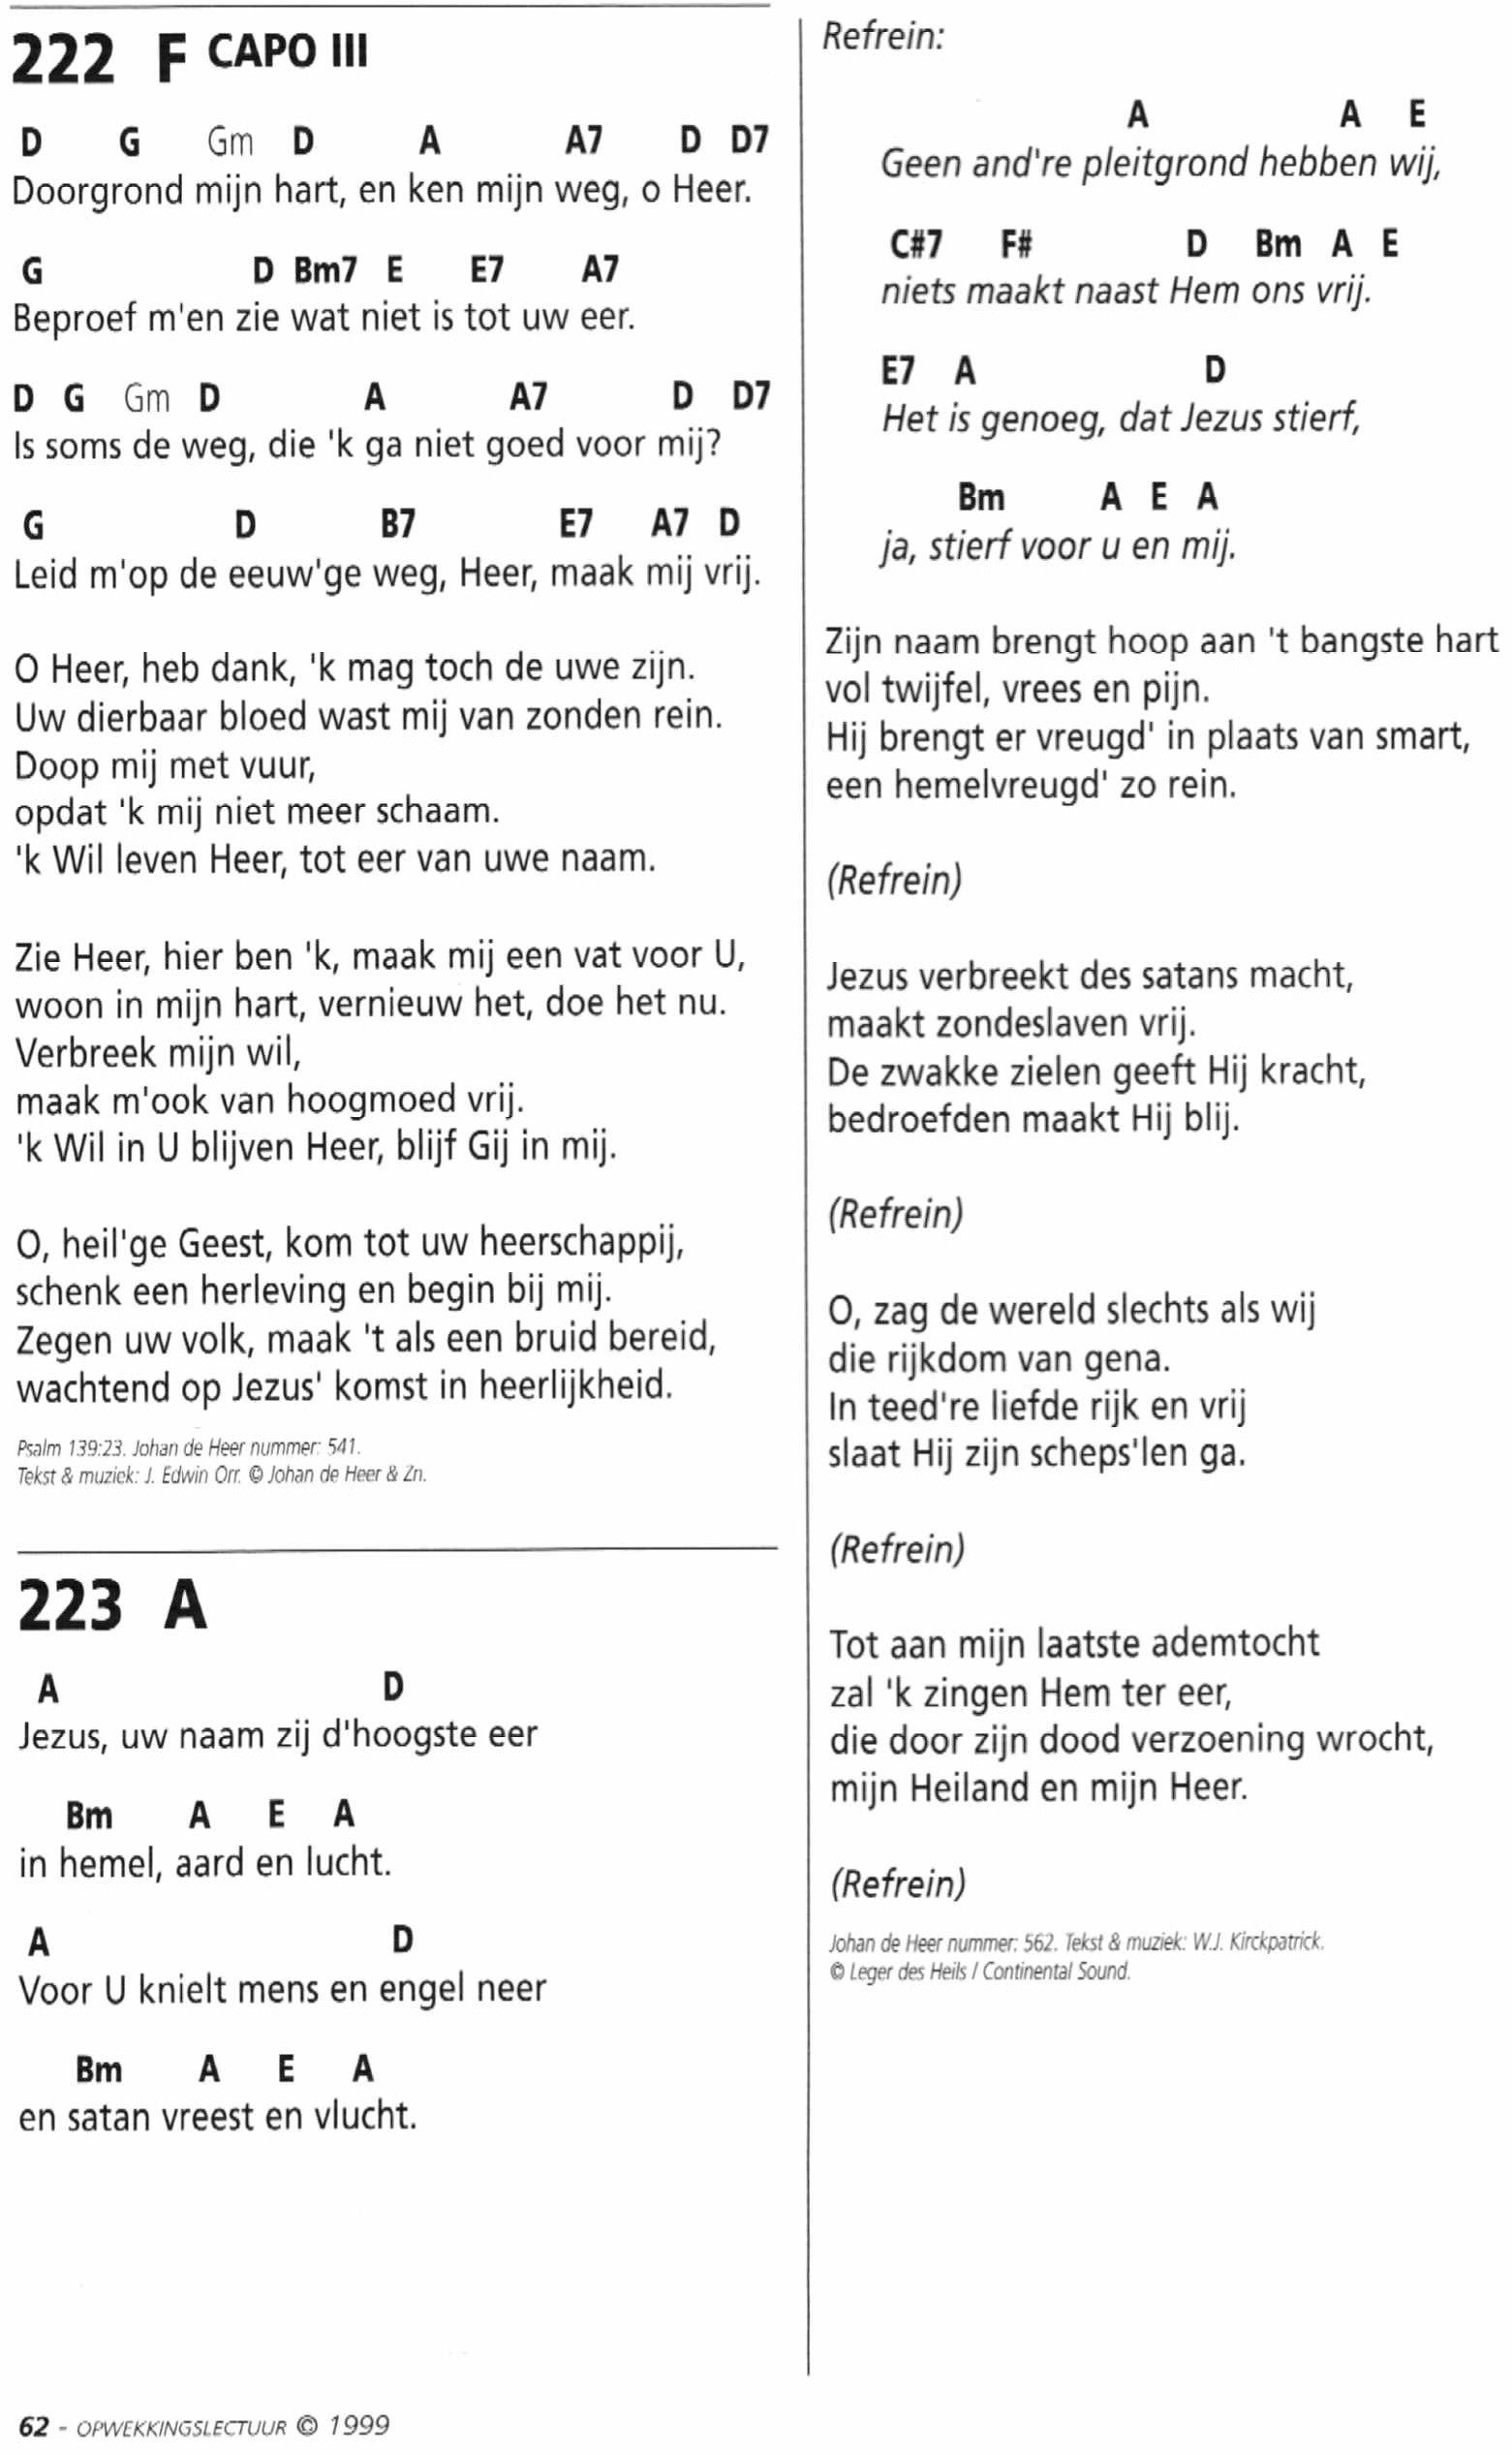 222 F CAPO III
D G Gm D A A7 D D7
Doorgrond mijn hart, en ken mijn weg, o Heer.
G D Bm7 E E7 A7
Beproef m'en zie wat niet is tot uw eer.
D G Gm D A A7 D D7
Is soms de weg, die 'k ga niet goed voor mij?
G D B7 E7 A7 D
Leid m'op de eeuw'ge weg, Heer, maak mij vrij.
O Heer, heb dank, 'k mag toch de uwe zijn.
Uw dierbaar bloed wast mij van zonden rein.
Doop mij met vuur,
opdat 'k mij niet meer schaam.
'k Wil leven Heer, tot eer van uwe naam.
Zie Heer, hier ben 'k, maak mij een vat voor U,
woon in mijn hart, vernieuw het, doe het nu.
Verbreek mijn wil,
maak m'ook van hoogmoed vrij.
'k Wil in U blijven Heer, blijf Gij in mij.
O, heil'ge Geest, kom tot uw heerschappij,
schenk een herleving en begin bij mij.
Zegen uw volk, maak 't als een bruid bereid,
wachtend op Jezus' komst in heerlijkheid.
Psalm 139:23. Johan de Heer nummer: 541.
Tekst & muziek: J. Edwin Orr. © Johan de Heer & Zn.
223 A
A D
Jezus, uw naam zij d'hoogste eer
Bm A E A
in hemel, aard en lucht.
A D
Voor U knielt mens en engel neer
Bm A E A
en satan vreest en vlucht.
Refrein:
A A E
Geen and're pleitgrond hebben wij,
C#7 F# D Bm A E
niets maakt naast Hem ons vrij.
E7 A D
Het is genoeg, dat Jezus stierf,
Bm A E A
ja, stierf voor u en mij.
Zijn naam brengt hoop aan 't bangste hart
vol twijfel, vrees en pijn.
Hij brengt er vreugd' in plaats van smart,
een hemelvreugd' zo rein.
(Refrein)
Jezus verbreekt des satans macht,
maakt zondeslaven vrij.
De zwakke zielen geeft Hij kracht,
bedroefden maakt Hij blij.
(Refrein)
O, zag de wereld slechts als wij
die rijkdom van gena.
In teed're liefde rijk en vrij
slaat Hij zijn scheps'len ga.
(Refrein)
Tot aan mijn laatste ademtocht
zal 'k zingen Hem ter eer,
die door zijn dood verzoening wrocht,
mijn Heiland en mijn Heer.
(Refrein)
Johan de Heer nummer: 562. Tekst & muziek: W.J. Kirckpatrick.
© Leger des Heils / Continental Sound.
62 - OPWEKKINGSLECTUUR © 1999